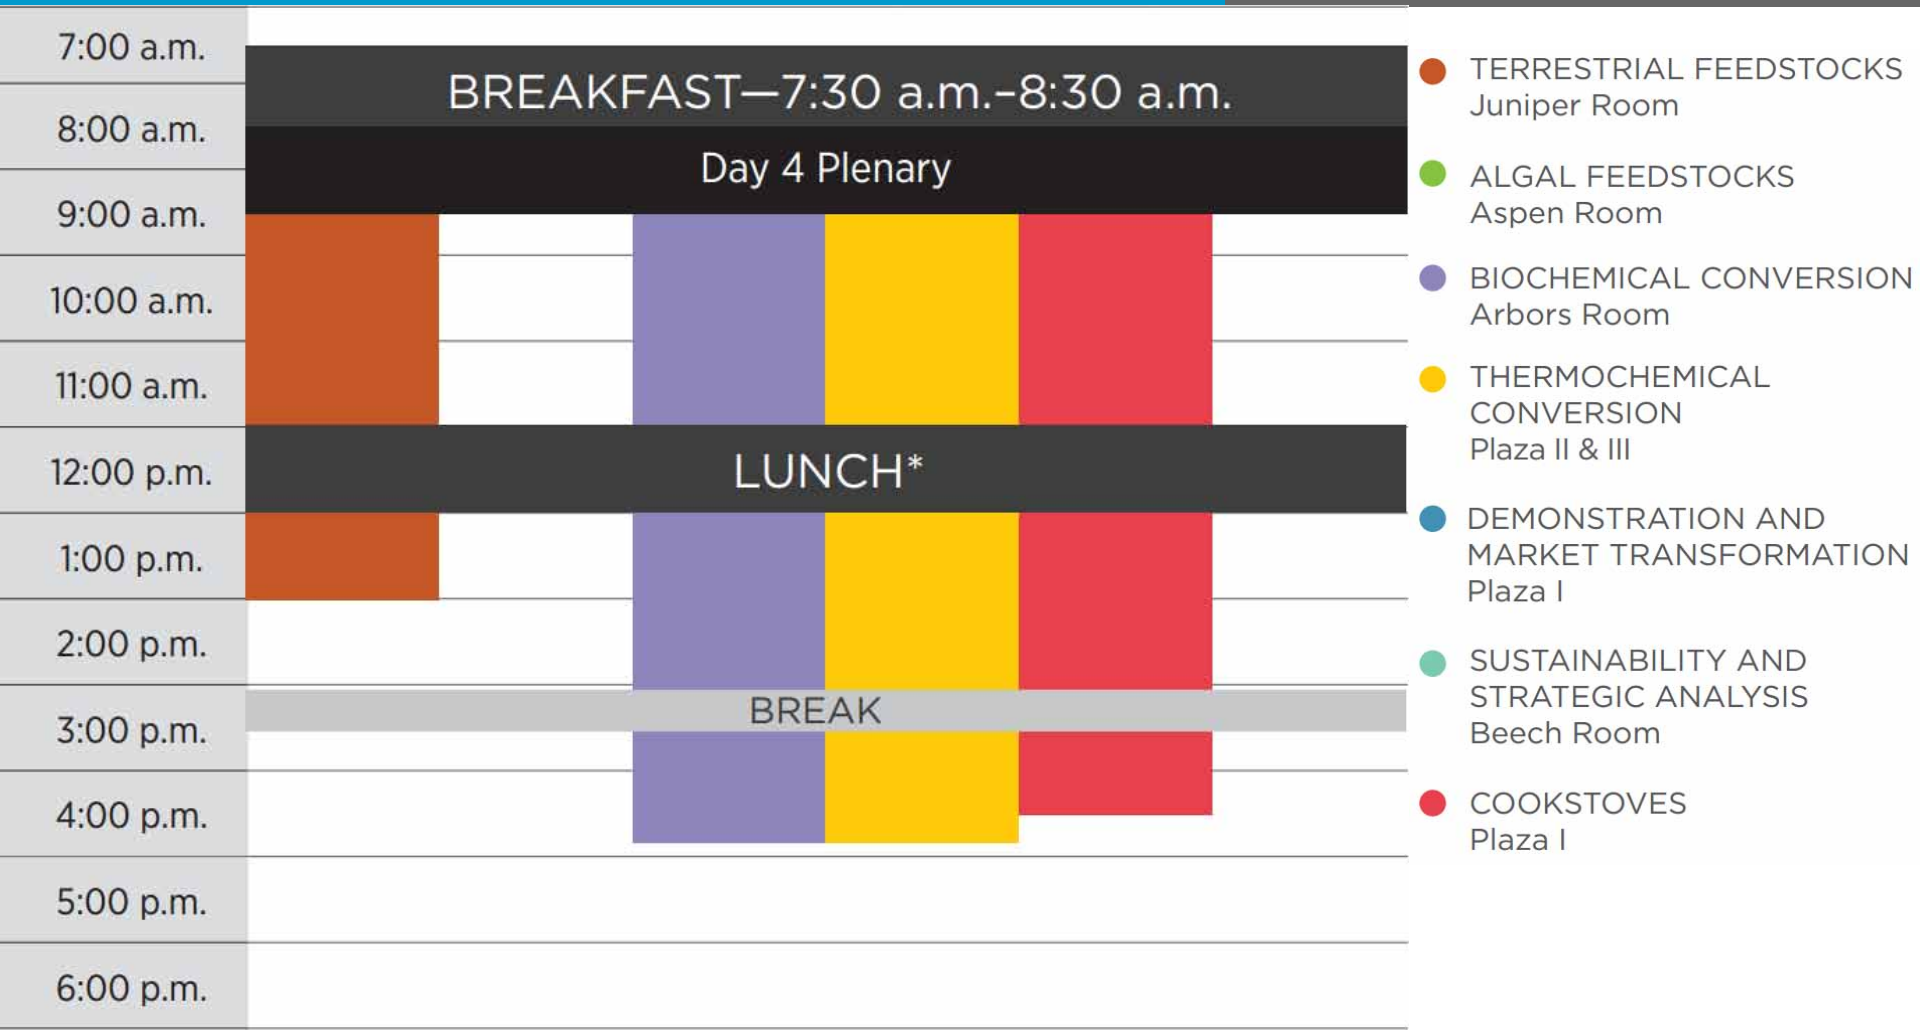 7:00 a.m.
8:00 a.m.
9:00 a.m.
10:00 a.m.
11:00 a.m.
12:00 p.m.
1:00 p.m.
2:00 p.m.
3:00 p.m.
4:00 p.m.
5:00 p.m.
6:00 p.m.
BREAKFAST—7:30 a.m.–8:30 a.m.
Day 4 Plenary
LUNCH*
BREAK
TERRESTRIAL FEEDSTOCKS
Juniper Room
ALGAL FEEDSTOCKS
Aspen Room
BIOCHEMICAL CONVERSION
Arbors Room
THERMOCHEMICAL
CONVERSION
Plaza II & III
DEMONSTRATION AND
MARKET TRANSFORMATION
Plaza I
SUSTAINABILITY AND
STRATEGIC ANALYSIS
Beech Room
COOKSTOVES
Plaza I